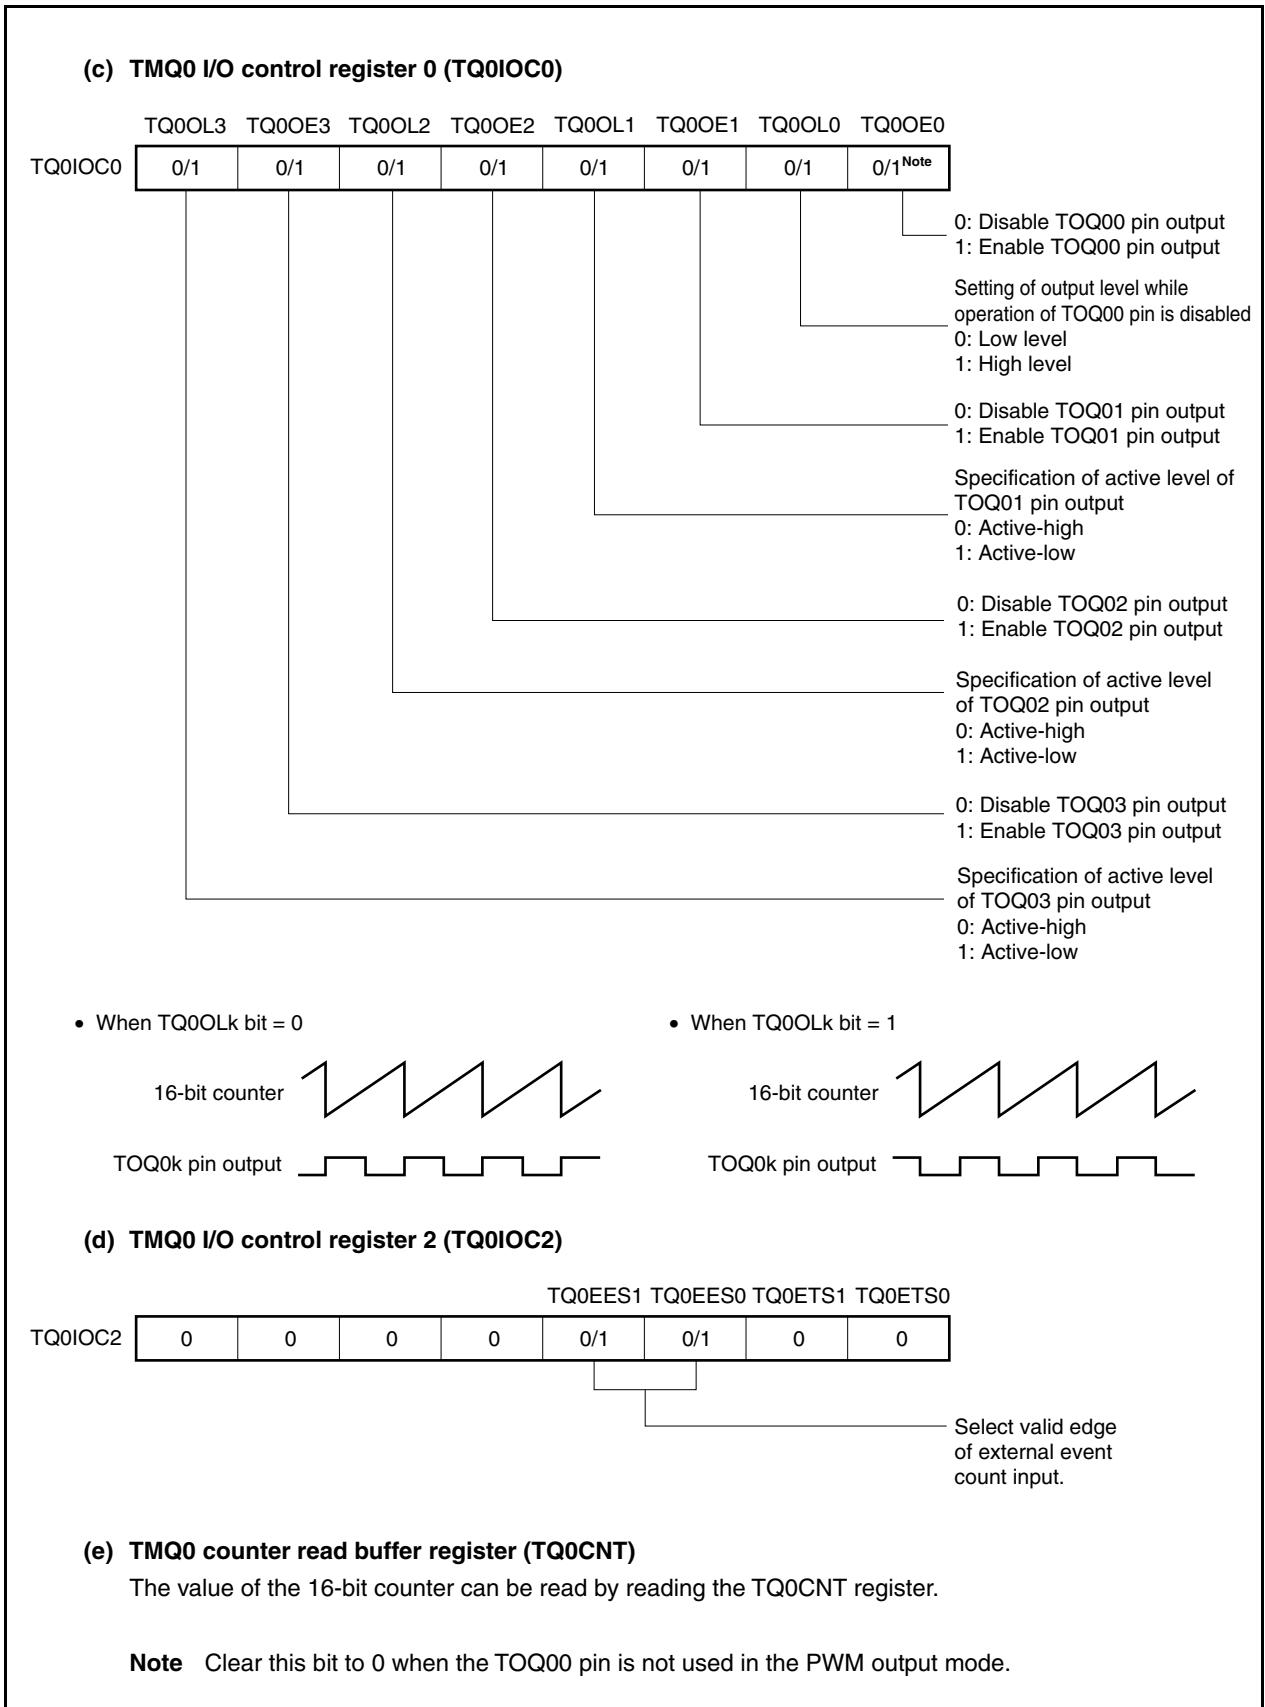 (c) TMQ0 I/O control register 0 (TQ0IOC0)
TQ0OL3 TQ0OE3 TQ0OL2 TQ0OE2 TQ0OL1 TQ0OE1 TQ0OL0 TQ0OE0
TQ0IOC0 0/1 0/1 0/1 0/1 0/1 0/1 0/1 0/1Note
0: Disable TOQ00 pin output
1: Enable TOQ00 pin output
Setting of output level while
operation of TOQ00 pin is disabled
0: Low level
1: High level
0: Disable TOQ01 pin output
1: Enable TOQ01 pin output
Specification of active level of
TOQ01 pin output
0: Active-high
1: Active-low
0: Disable TOQ02 pin output
1: Enable TOQ02 pin output
Specification of active level
of TOQ02 pin output
0: Active-high
1: Active-low
0: Disable TOQ03 pin output
1: Enable TOQ03 pin output
Specification of active level
of TOQ03 pin output
0: Active-high
1: Active-low
• When TQ0OLk bit = 0
16-bit counter
TOQ0k pin output
• When TQ0OLk bit = 1
16-bit counter
TOQ0k pin output
(d) TMQ0 I/O control register 2 (TQ0IOC2)
TQ0EES1 TQ0EES0 TQ0ETS1 TQ0ETS0
TQ0IOC2 0 0 0 0 0/1 0/1 0 0
Select valid edge
of external event
count input.
(e) TMQ0 counter read buffer register (TQ0CNT)
The value of the 16-bit counter can be read by reading the TQ0CNT register.
Note Clear this bit to 0 when the TOQ00 pin is not used in the PWM output mode.